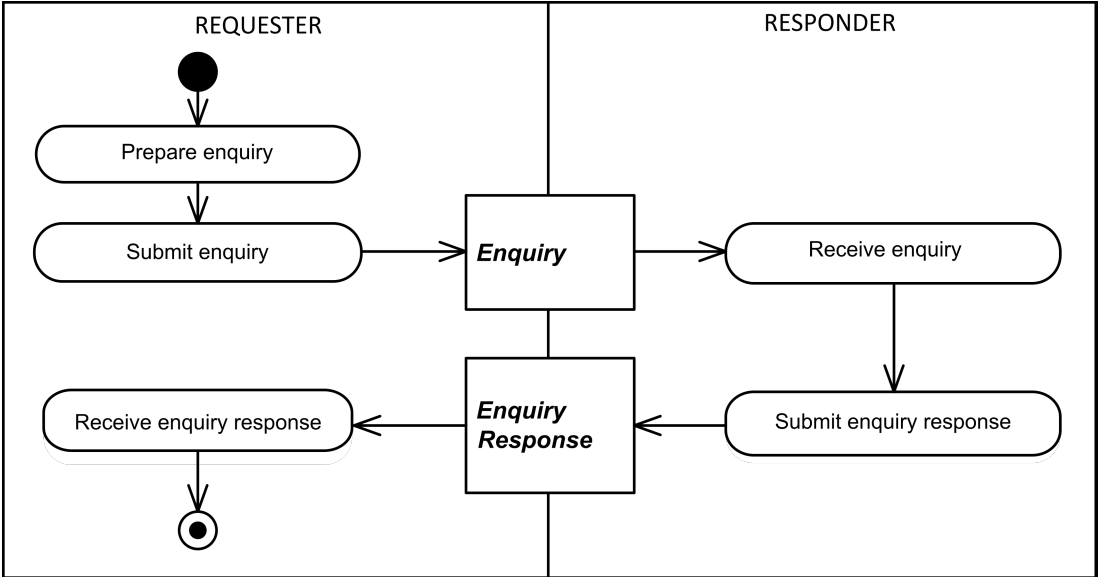 REQUESTER
RESPONDER
Prepare enquiry
Submit enquiry
Enquiry
Receive enquiry
Receive enquiry response
Enquiry
Response
Submit enquiry response